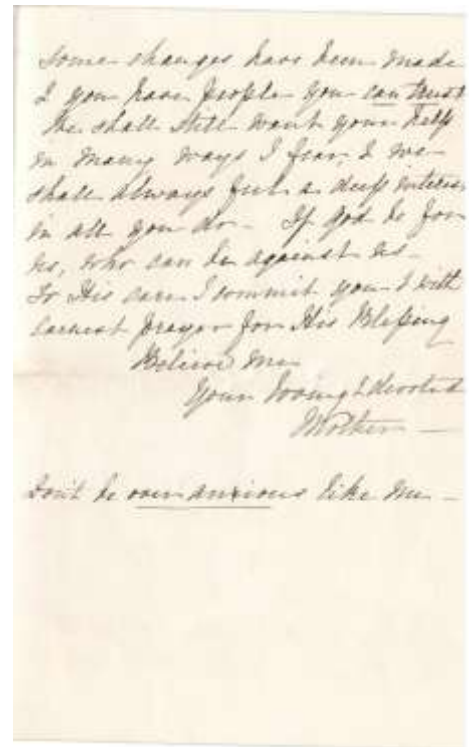 some changes have been made
& you have people you can trust
We shall still want your help
in many ways I fear, & we
shall always feel a deep interest
in all you do - If God be for
us, who can be against us -
To His care I commit you & with
earnest prayer for His Blessing
Believe me
Your loving & devoted
Mother -
Don't be over anxious like me -